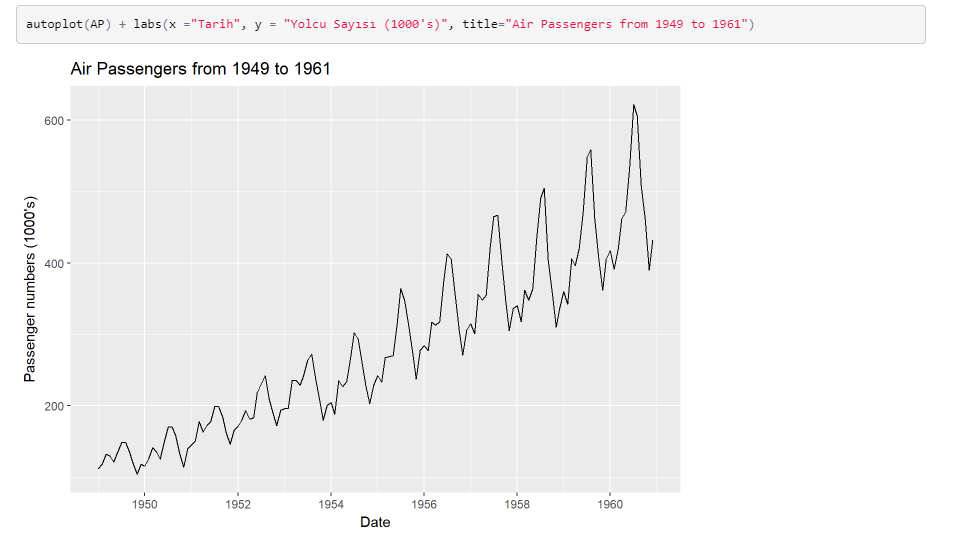 autoplot(AP) + labs(x ="Tarih", y = "Yolcu Sayısı (1000's)", title="Air Passengers from 1949 to 1961")
Air Passengers from 1949 to 1961
600
400
200
Passenger numbers (1000's)
1950 1952 1954 1956 1958 1960
Date